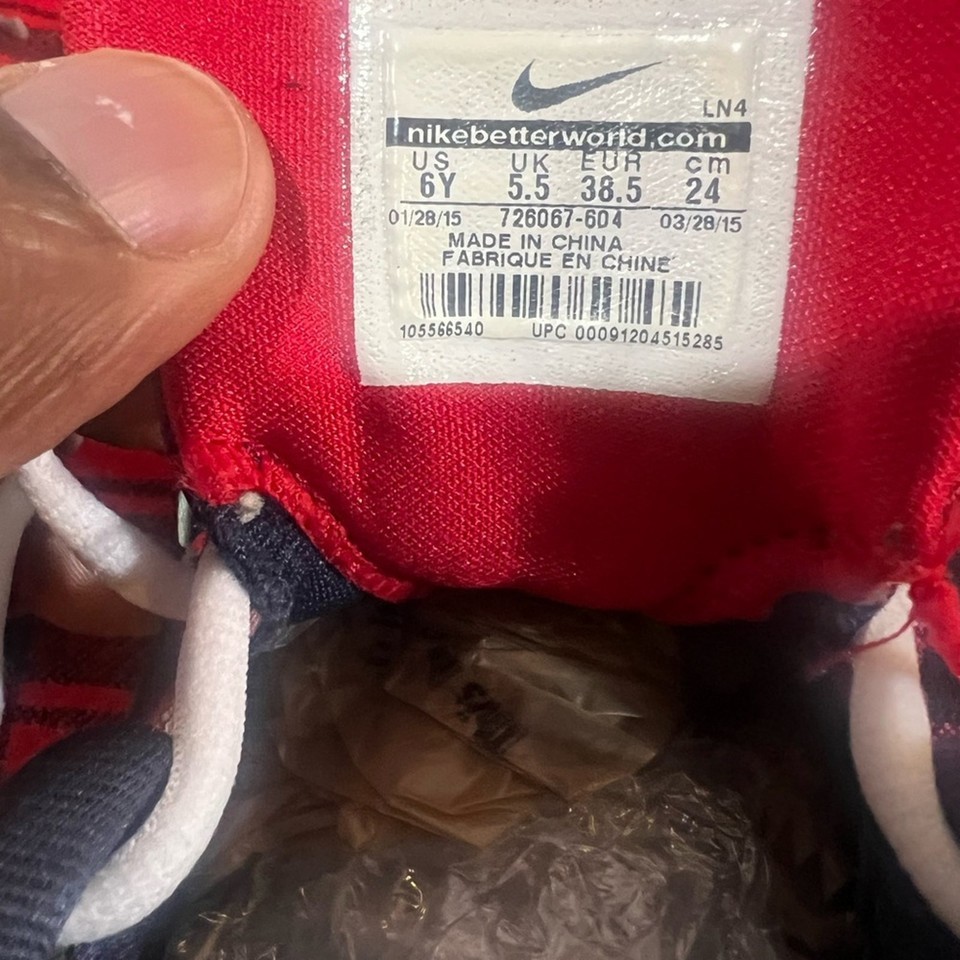 LN4
nikebetterworld.com
US UK EUR cm
6Y 5.5 38.5 24
01/28/15 726067-604 03/28/15
MADE IN CHINA
FABRIQUE EN CHINE
105566540 UPC 00091204515285
This